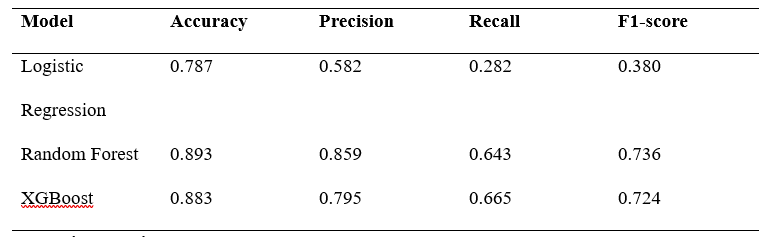 Model Accuracy Precision Recall F1-score
Logistic 0.787 0.582 0.282 0.380
Regression
Random Forest 0.893 0.859 0.643 0.736
XGBoost 0.883 0.795 0.665 0.724